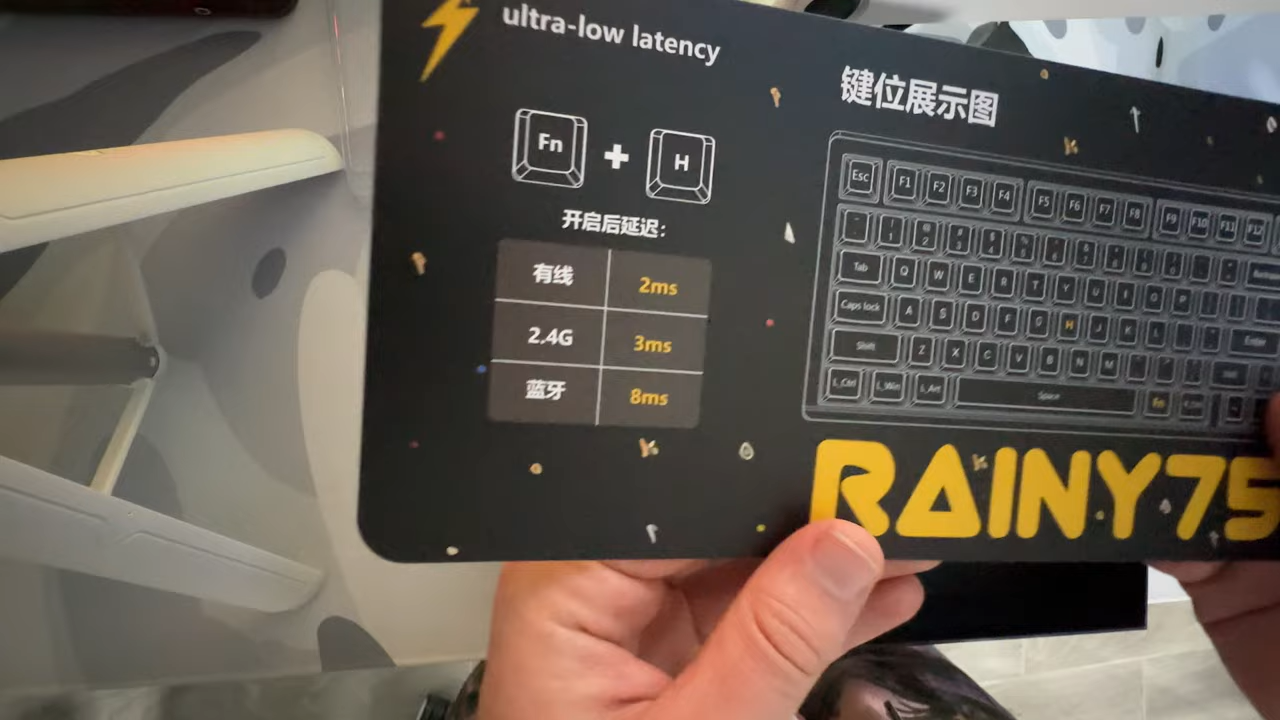 ultra-low latency
Fn + H
开启后延迟：
有线 2ms
2.4G 3ms
蓝牙 8ms
键位展示图
Esc F1 F2 F3 F4 F5 F6 F7 F8 F9 F10 F11 F12
Tab Q W E R T Y U I O P
Caps lock A S D F G H J K L Enter
Shift Z X C V B N M
L_Ctrl L_Win L_Alt Space Fn
RAINY75